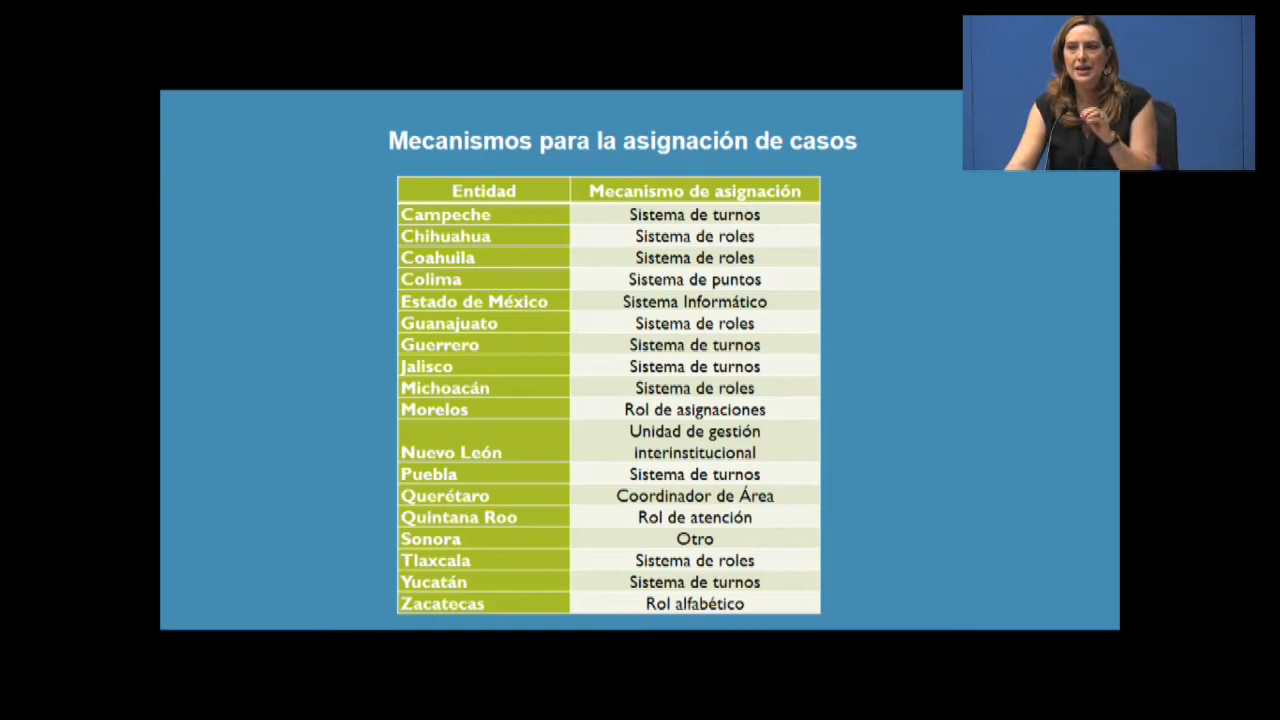 Mecanismos para la asignación de casos
Entidad Mecanismo de asignación
Campeche Sistema de turnos
Chihuahua Sistema de roles
Coahuila Sistema de roles
Colima Sistema de puntos
Estado de México Sistema Informático
Guanajuato Sistema de roles
Guerrero Sistema de turnos
Jalisco Sistema de turnos
Michoacán Sistema de roles
Morelos Rol de asignaciones
Unidad de gestión
Nuevo León interinstitucional
Puebla Sistema de turnos
Querétaro Coordinador de Área
Quintana Roo Rol de atención
Sonora Otro
Tlaxcala Sistema de roles
Yucatán Sistema de turnos
Zacatecas Rol alfabético